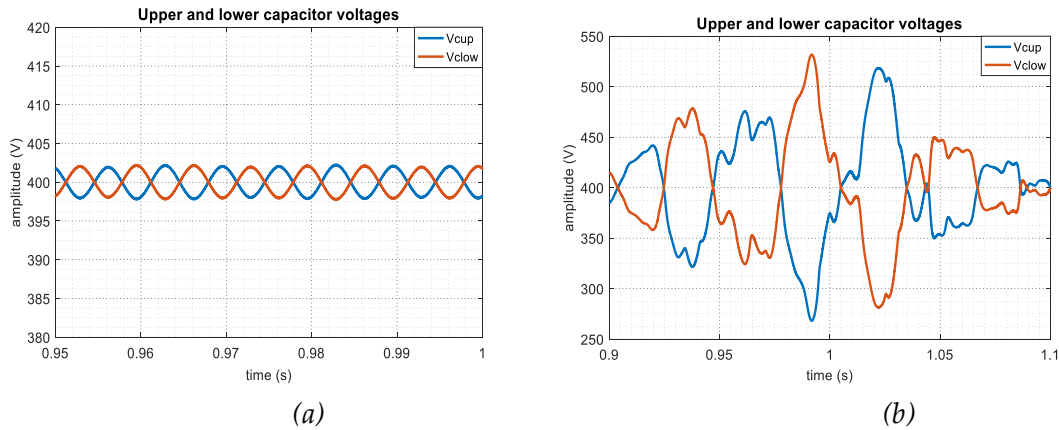 Upper and lower capacitor voltages
420
415
410
405
400
395
390
385
380
amplitude (V)
Vcup
Vclow
0.95
0.96
0.97
0.98
0.99
1
time (s)
(a)
Upper and lower capacitor voltages
550
500
450
400
350
300
250
amplitude (V)
Vcup
Vclow
0.9
0.95
1
1.05
1.1
time (s)
(b)